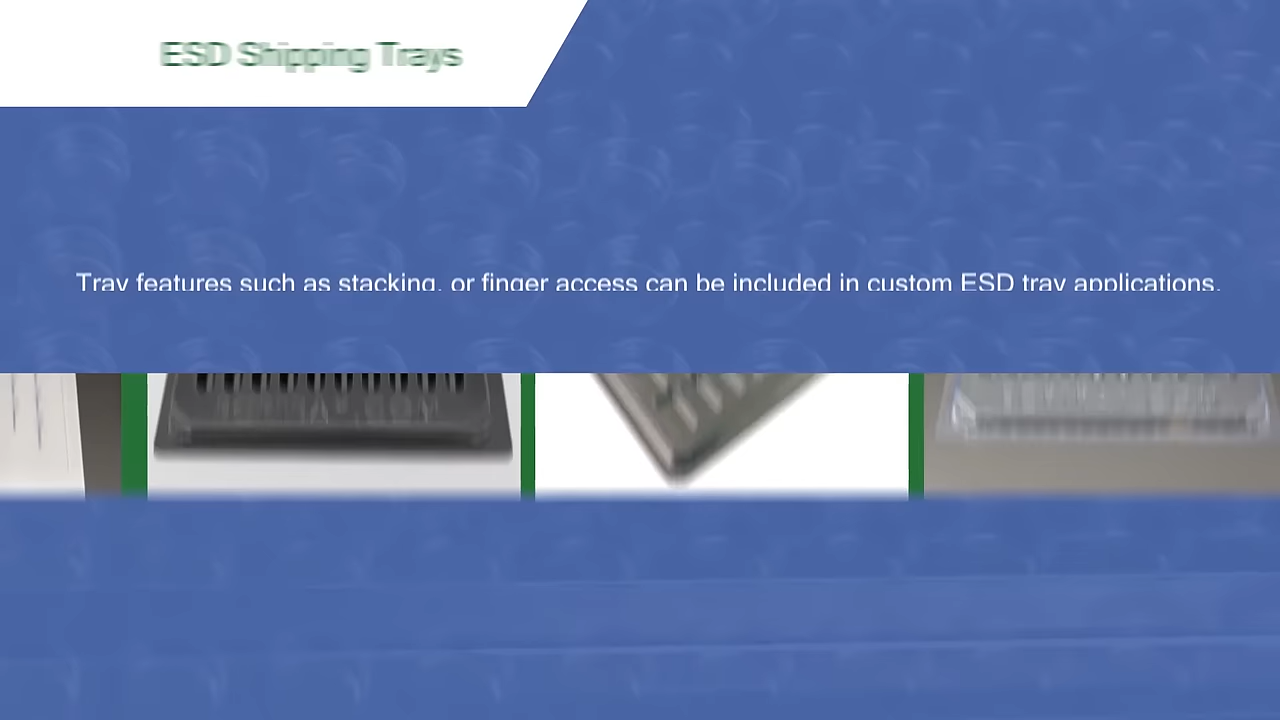 ESD Shipping Trays
Tray features such as stacking, or finger access can be included in custom ESD tray applications.